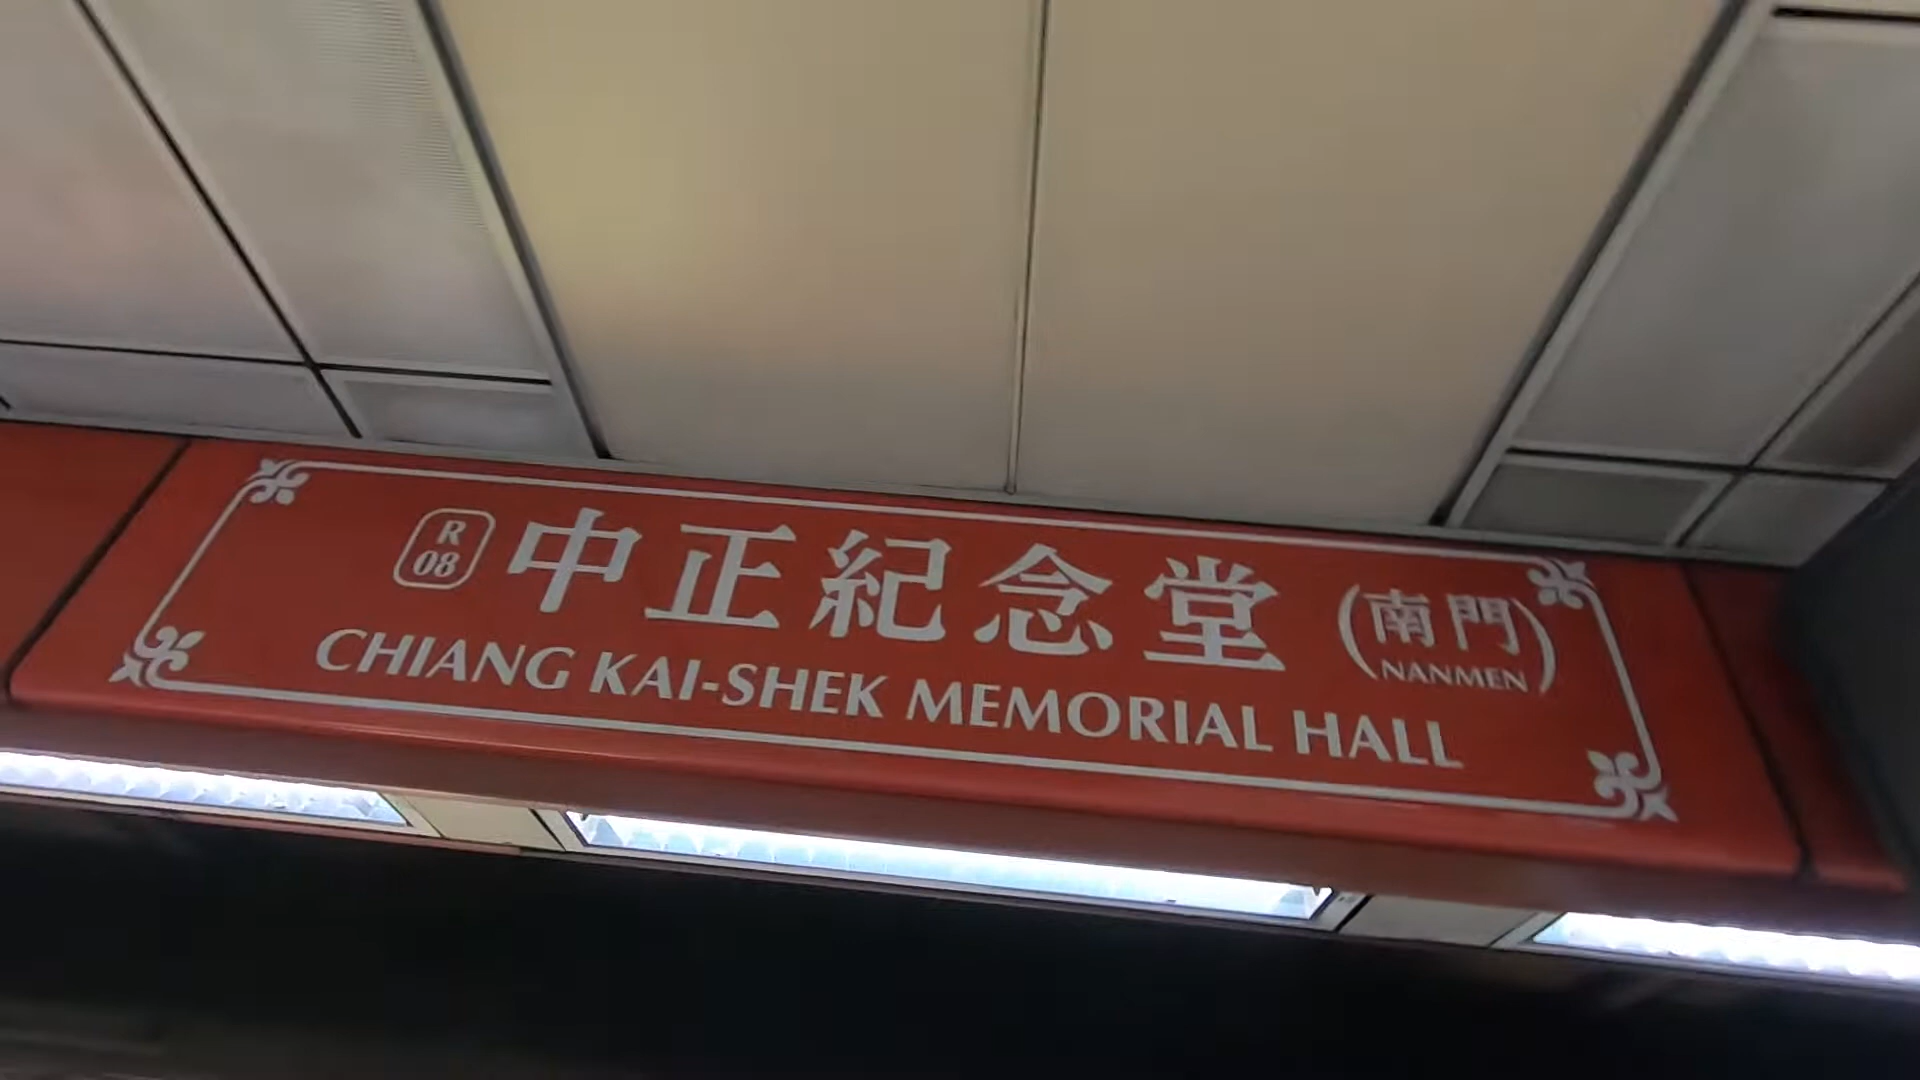 R
08
中正紀念堂
(南門)
NANMEN
CHIANG KAI-SHEK MEMORIAL HALL